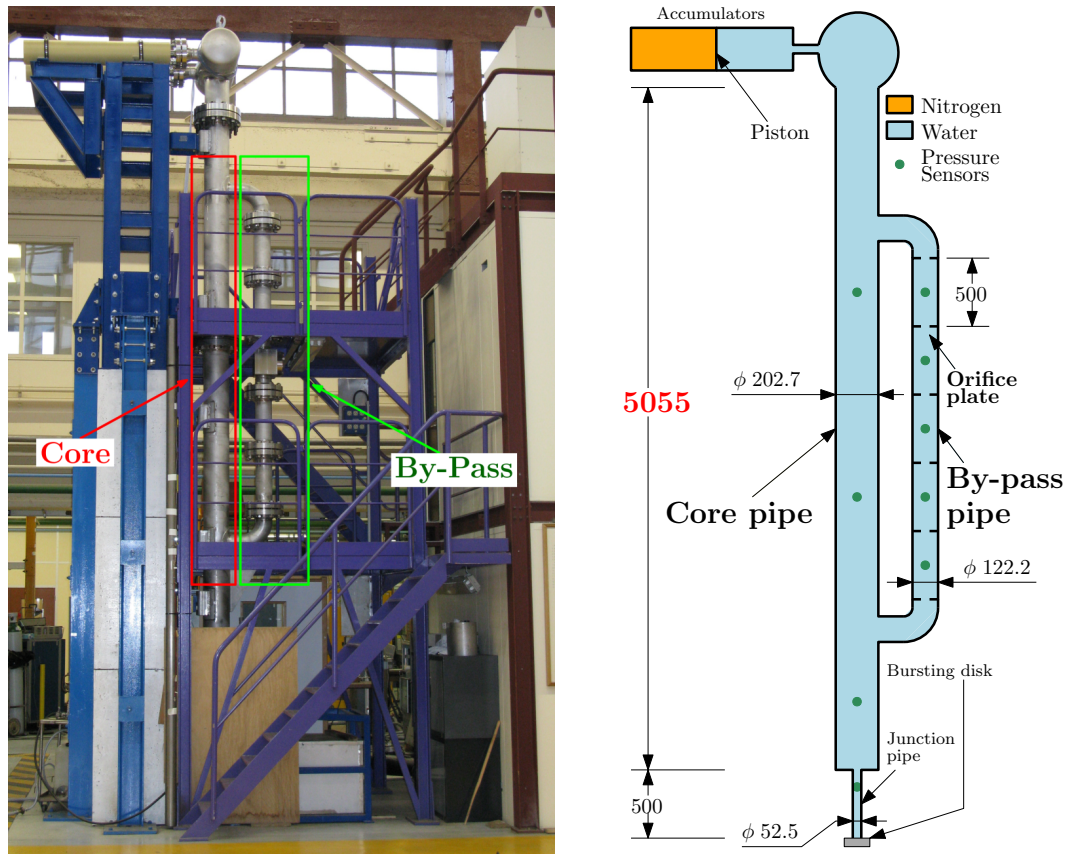 Core
By-Pass
Accumulators
Piston
Nitrogen
Water
Pressure
Sensors
500
ϕ 202.7
Orifice
plate
5055
Core pipe
By-pass
pipe
ϕ 122.2
Bursting disk
Junction
pipe
500
ϕ 52.5